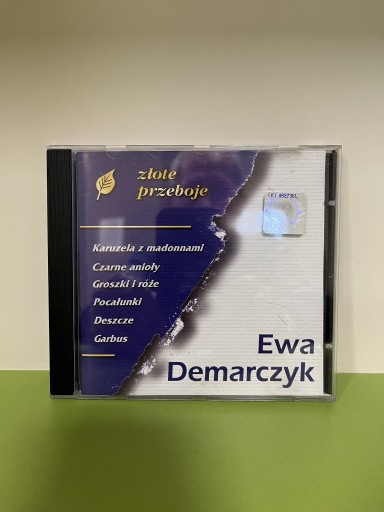 złote
przeboje
Karuzela z madonnami
Czarne anioły
Groszki i róże
Pocałunki
Deszcze
Garbus
Ewa
Demarczyk